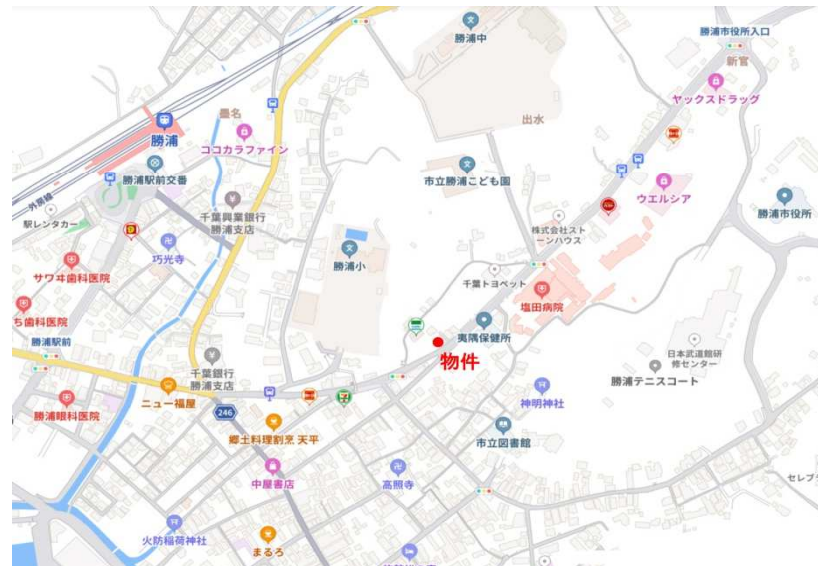 勝浦中
勝浦市役所入口
新官
ヤックスドラッグ
墨名
出水
勝浦
ココカラファイン
勝浦駅前交番
市立勝浦こども園
ウエルシア
外房線
駅レンタカー
千葉興業銀行
勝浦支店
勝浦市役所
株式会社スト
ーンハウス
巧光寺
勝浦小
サワヰ歯科医院
千葉トヨペット
塩田病院
ち歯科医院
夷隅保健所
勝浦駅前
物件
日本武道館研
修センター
千葉銀行
勝浦支店
勝浦テニスコート
ニュー福屋
神明神社
246
勝浦眼科医院
郷土料理割烹 天平
市立図書館
中屋書店
高照寺
セレブラ
火防稲荷神社
まるろ